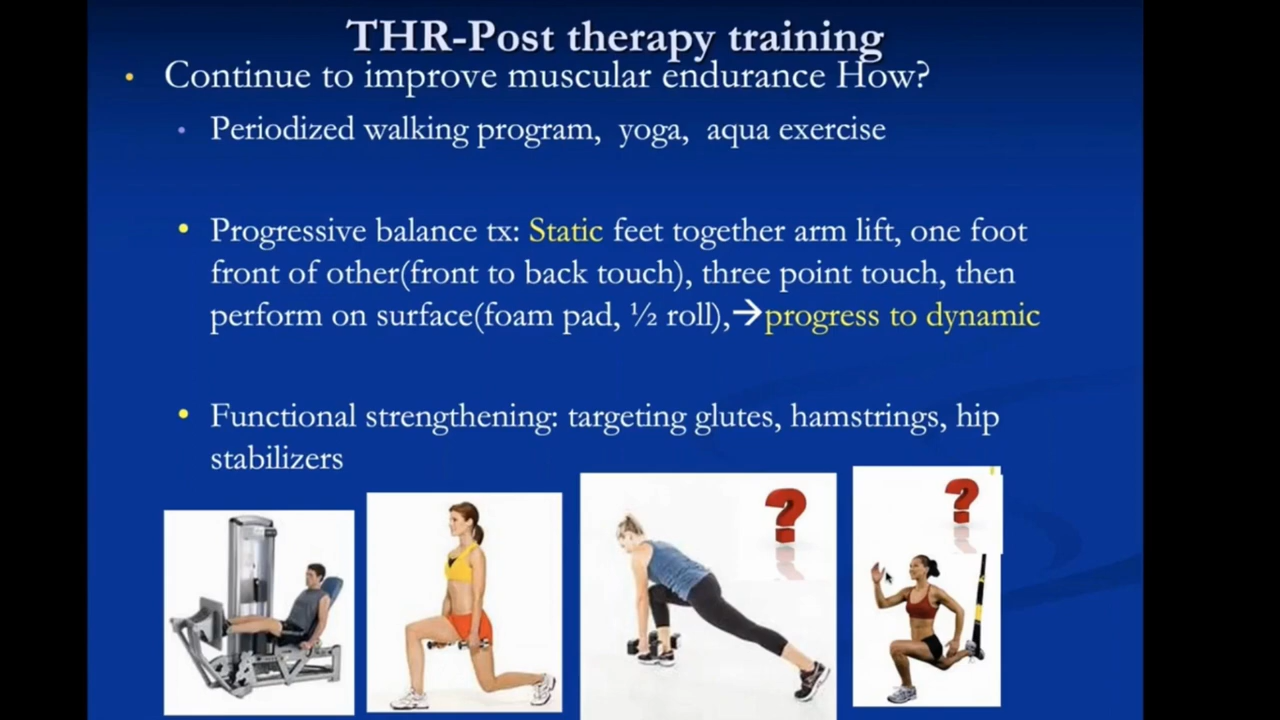 THR-Post therapy training
• Continue to improve muscular endurance How?
• Periodized walking program, yoga, aqua exercise
• Progressive balance tx: Static feet together arm lift, one foot
front of other(front to back touch), three point touch, then
perform on surface(foam pad, ½ roll),→progress to dynamic
• Functional strengthening: targeting glutes, hamstrings, hip
stabilizers
?
?